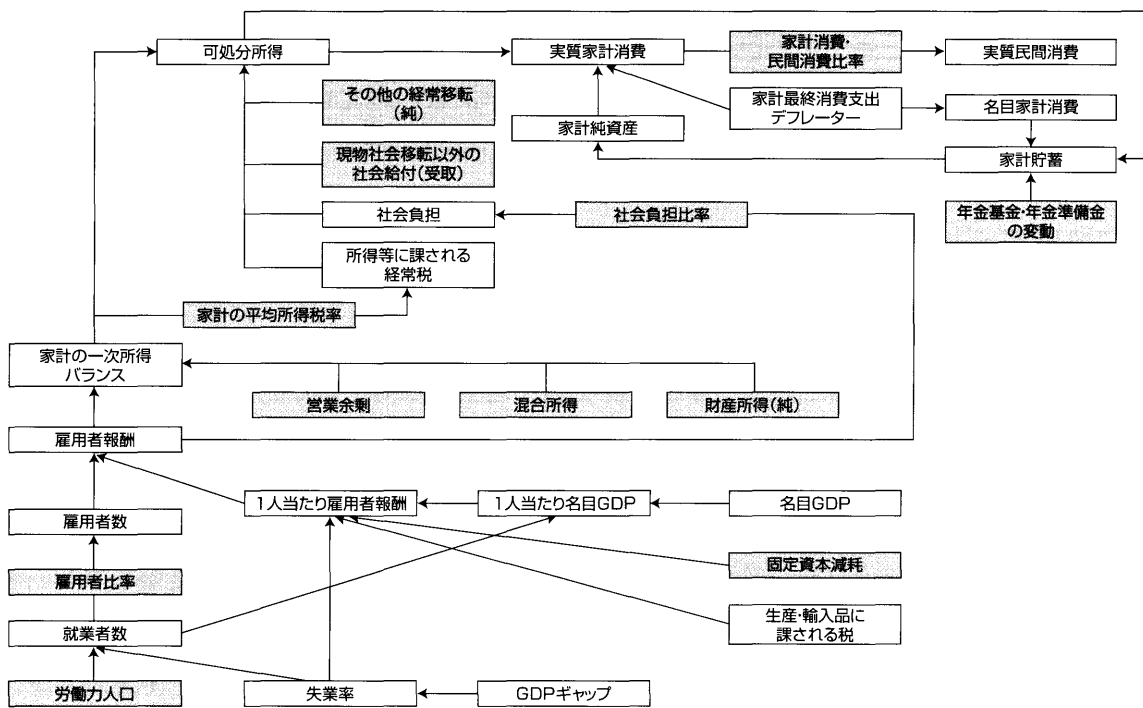 可処分所得
実質家計消費
家計消費・
民間消費比率
実質民間消費
その他の経常移転
(純)
家計純資産
家計最終消費支出
デフレーター
名目家計消費
現物社会移転以外の
社会給付(受取)
家計貯蓄
社会負担
社会負担比率
年金基金・年金準備金
の変動
所得等に課される
経常税
家計の平均所得税率
家計の一次所得
バランス
営業余剰
混合所得
財産所得(純)
雇用者報酬
1人当たり雇用者報酬
1人当たり名目GDP
名目GDP
雇用者数
固定資本減耗
雇用者比率
就業者数
生産・輸入品に
課される税
労働力人口
失業率
GDPギャップ